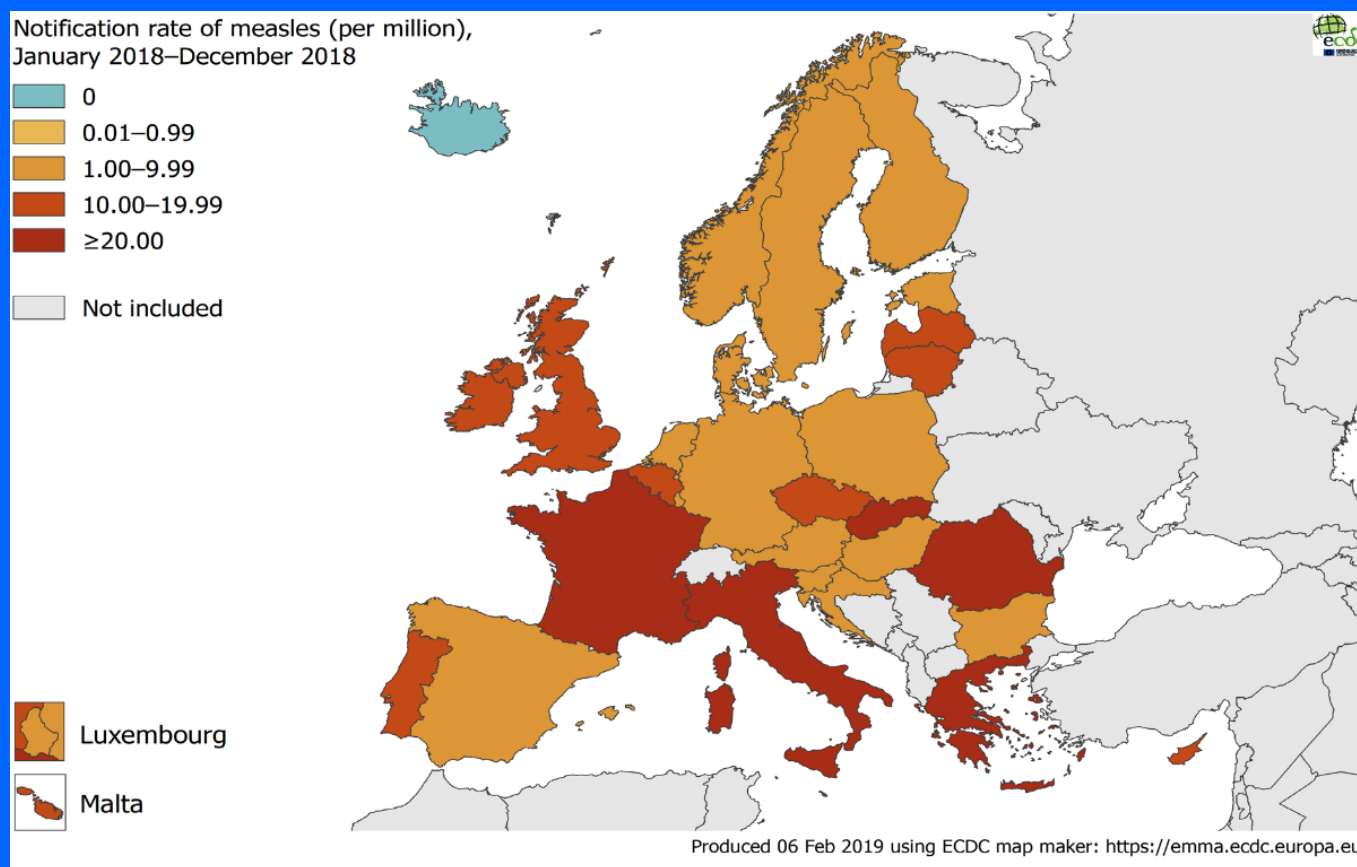 Notification rate of measles (per million),
January 2018–December 2018
0
0.01–0.99
1.00–9.99
10.00–19.99
≥20.00
Not included
Luxembourg
Malta
ecdc
Produced 06 Feb 2019 using ECDC map maker: https://emma.ecdc.europa.eu